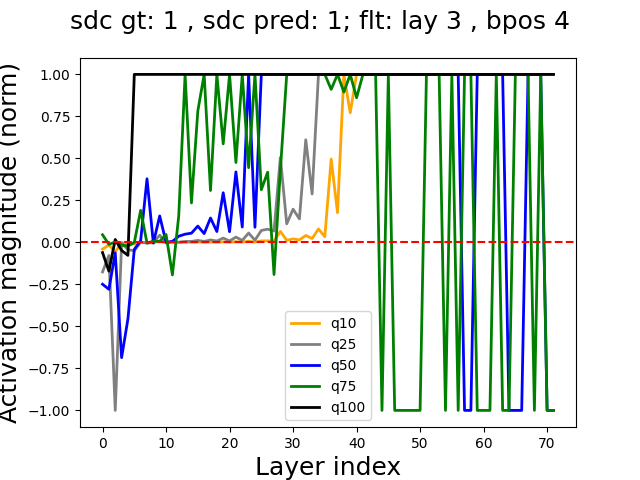 sdc gt: 1 , sdc pred: 1; flt: lay 3 , bpos 4
Activation magnitude (norm)
1.00
0.75
0.50
0.25
0.00
−0.25
−0.50
−0.75
−1.00
q10
q25
q50
q75
q100
0 10 20 30 40 50 60 70
Layer index